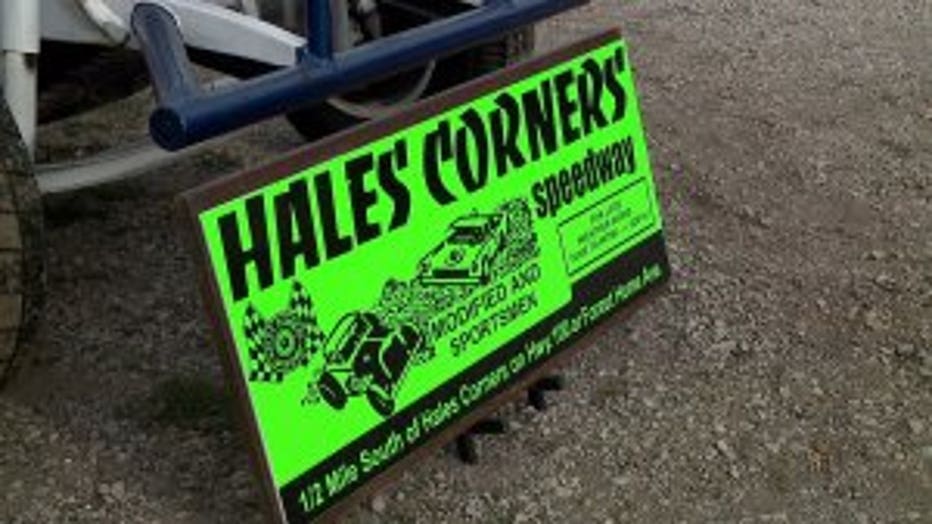 HALES CORNERS
speedway
MODIFIED AND
SPORTSMEN
1/2 Mile South of Hales Corners on Hwy. 100 or Forest Home Ave.